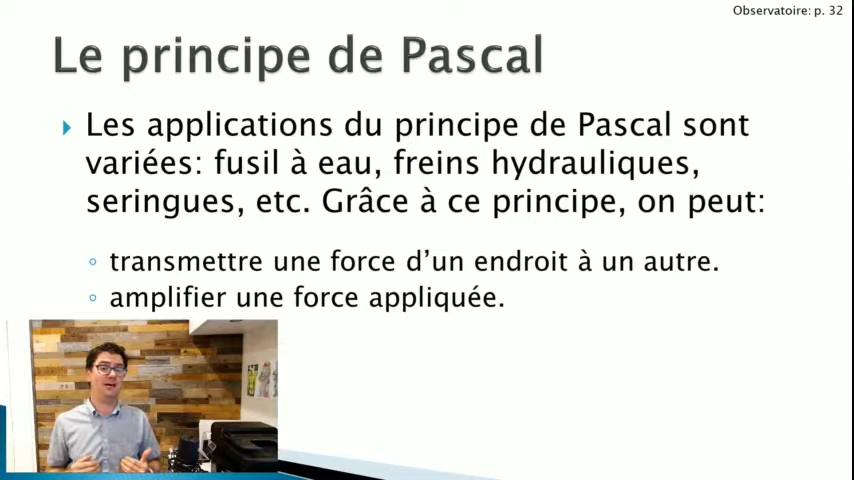 Observatoire: p. 32
Le principe de Pascal
Les applications du principe de Pascal sont
variées: fusil à eau, freins hydrauliques,
seringues, etc. Grâce à ce principe, on peut:
transmettre une force d’un endroit à un autre.
amplifier une force appliquée.